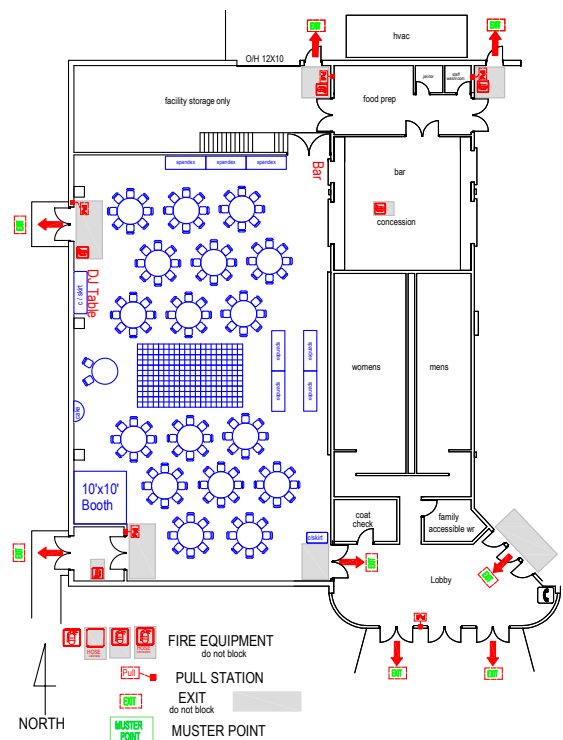 EXIT
EXIT
hvac
O/H 12X10
janitor
staff
washroom
facility storage only
food prep
Bar
spandex
spandex
spandex
bar
EXIT
concession
c / skirt
DJ Table
spandex
spandex
spandex
spandex
womens
mens
cake
10'x10'
Booth
coat
check
family
accessible wr
c/skirt
EXIT
EXIT
EXIT
Lobby
EXIT
EXIT
HOSE
HOSE
FIRE EQUIPMENT
do not block
Pull
PULL STATION
EXIT
EXIT
do not block
MUSTER
POINT
MUSTER POINT
NORTH